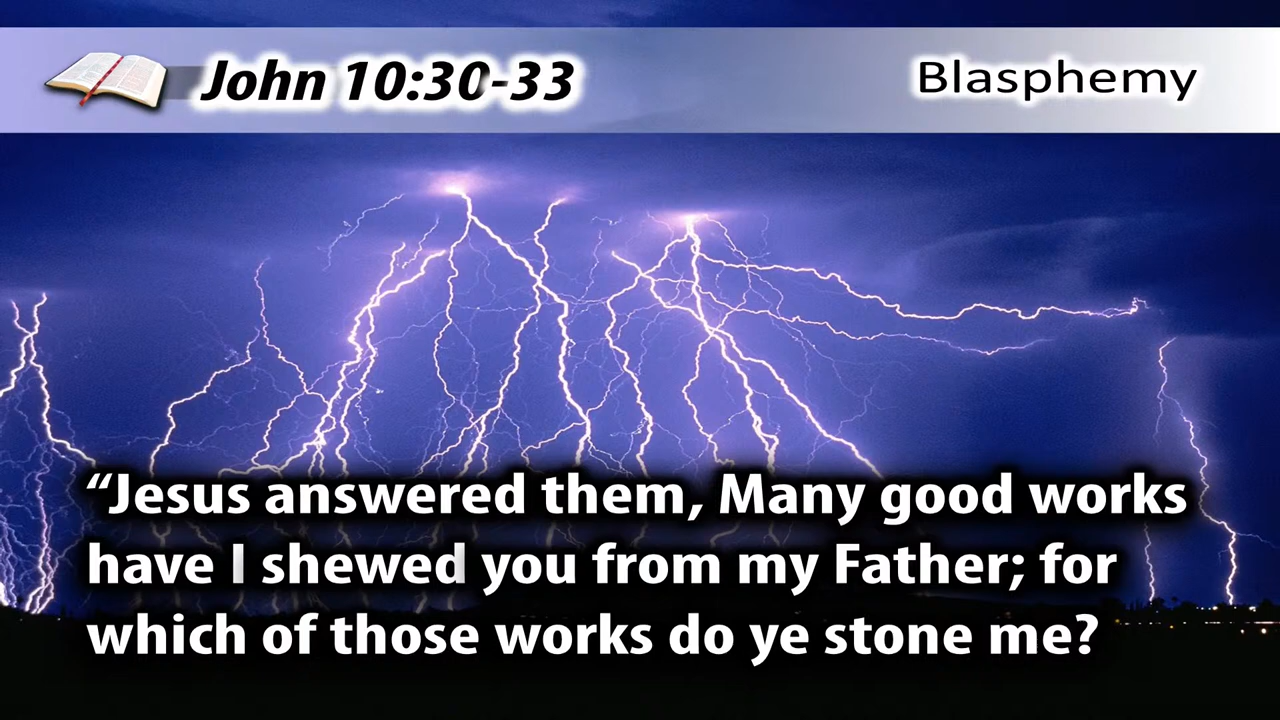 John 10:30-33
Blasphemy
“Jesus answered them, Many good works
have I shewed you from my Father; for
which of those works do ye stone me?